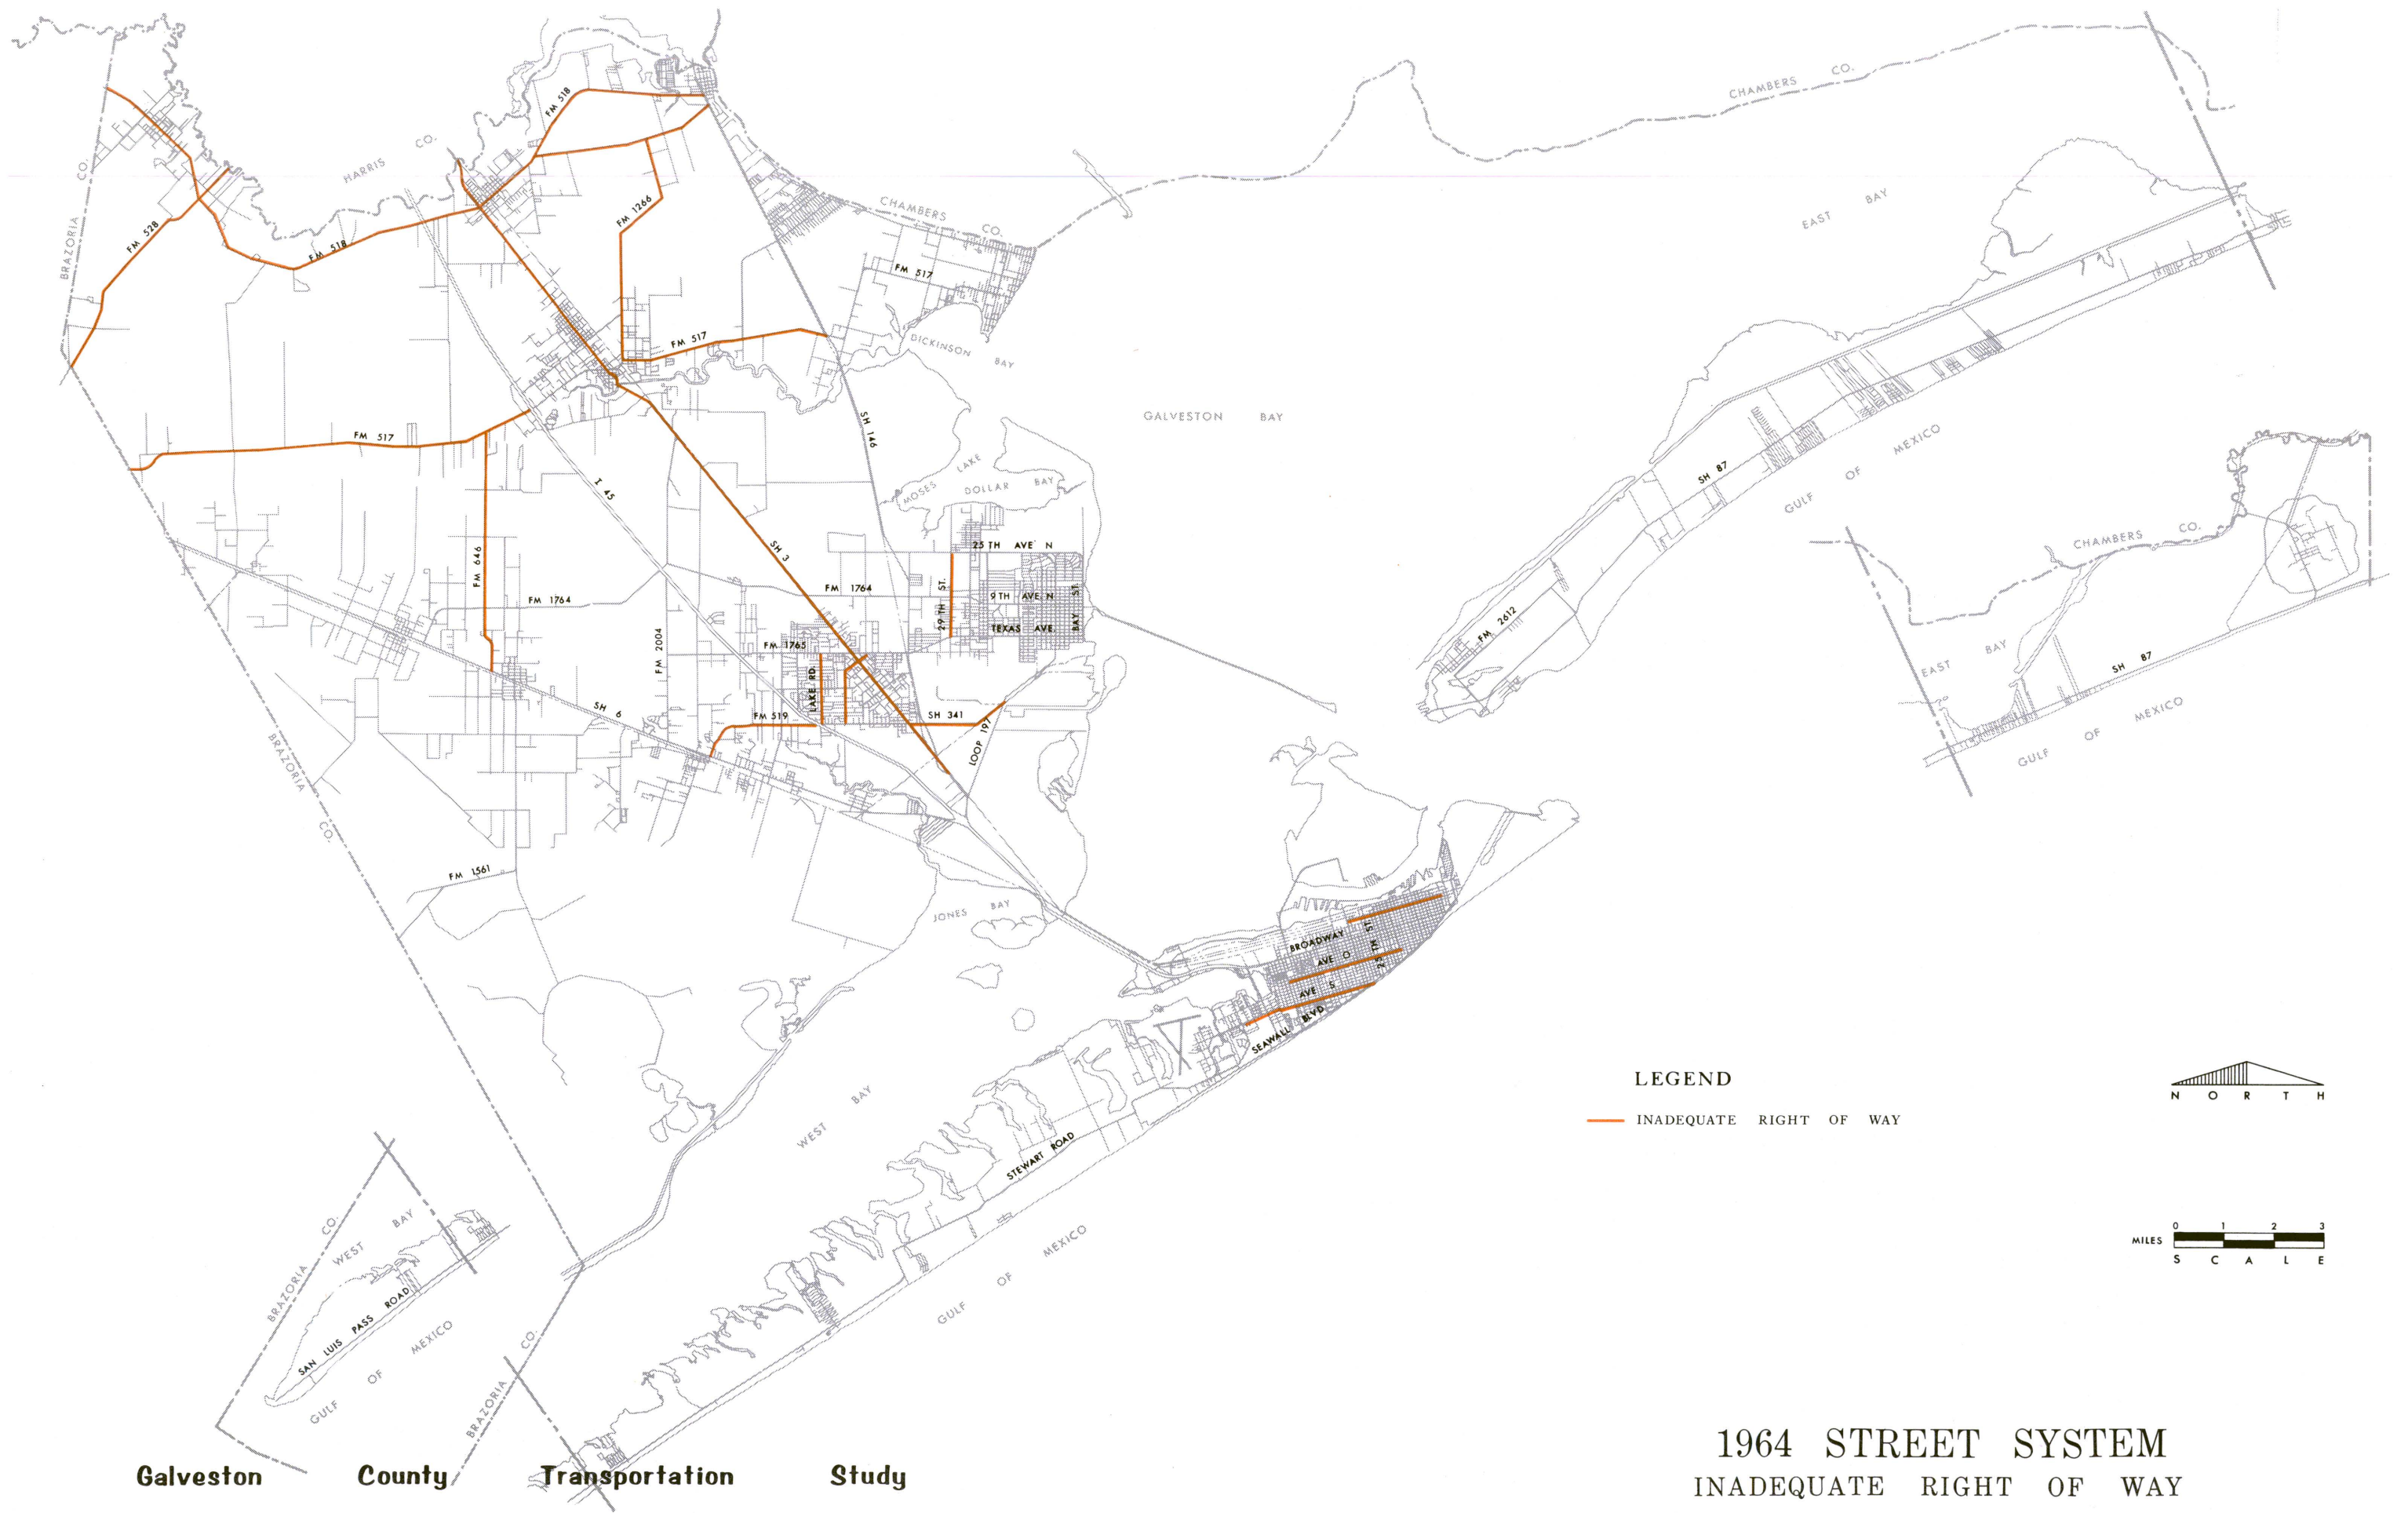 CHAMBERS CO.
HARRIS CO.
BRAZORIA CO.
FM 518
FM 528
FM 518
FM 1266
CHAMBERS CO.
FM 517
EAST BAY
FM 517
DICKINSON BAY
GALVESTON BAY
SH 146
FM 517
MOSES LAKE
DOLLAR BAY
I 45
SH 3
SH 87
GULF OF MEXICO
25 TH AVE N
FM 646
FM 1764
FM 1764
29 TH ST.
9 TH AVE N
TEXAS AVE.
BAY ST.
FM 2004
FM 1765
LAKE RD.
FM 519
SH 341
LOOP 197
SH 6
FM 2612
CHAMBERS CO.
EAST BAY
SH 87
GULF OF MEXICO
BRAZORIA CO.
FM 1561
JONES BAY
BROADWAY
25 TH ST.
AVE O
AVE S
SEAWALL BLVD
WEST BAY
STEWART ROAD
GULF OF MEXICO
LEGEND
INADEQUATE RIGHT OF WAY
NORTH
0 1 2 3
MILES
SCALE
BRAZORIA CO.
WEST BAY
SAN LUIS PASS ROAD
GULF OF MEXICO
BRAZORIA CO.
Galveston County Transportation Study
1964 STREET SYSTEM
INADEQUATE RIGHT OF WAY